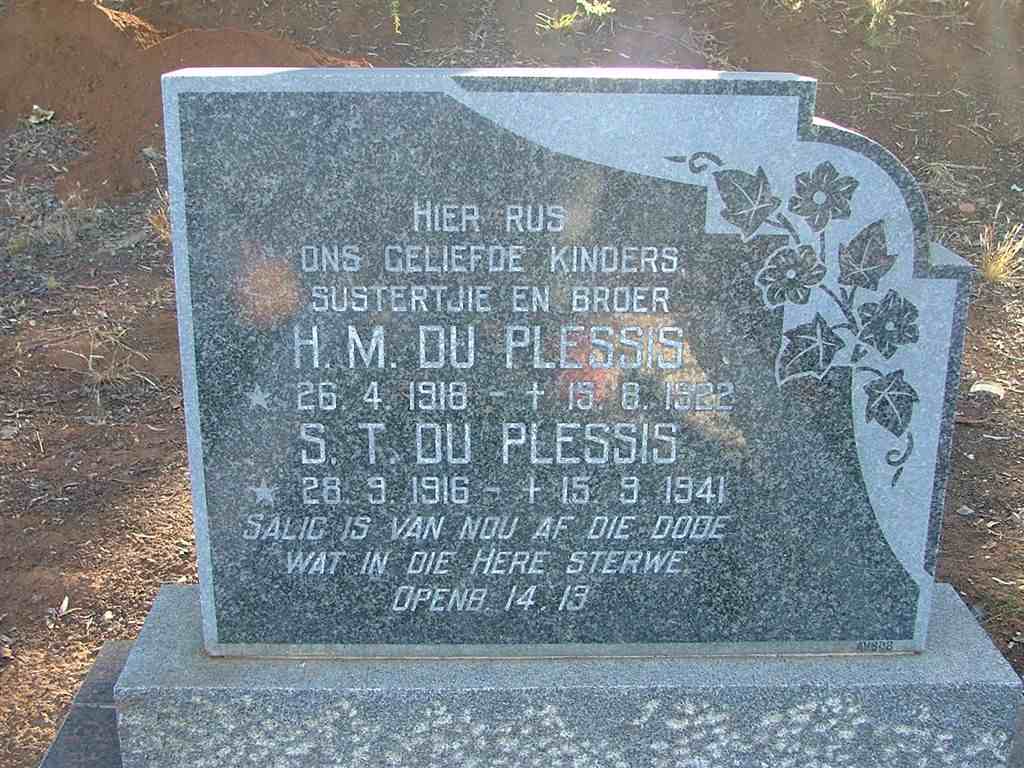 HIER RUS
ONS GELIEFDE KINDERS,
SUSTERTJIE EN BROER
H. M. DU PLESSIS
★ 26. 4. 1918 - + 15. 8. 1922
S. T. DU PLESSIS
★ 28. 9. 1916 - + 15. 9. 1941
SALIG IS VAN NOU AF DIE DODE
WAT IN DIE HERE STERWE.
OPENB. 14. 13
AVBOB